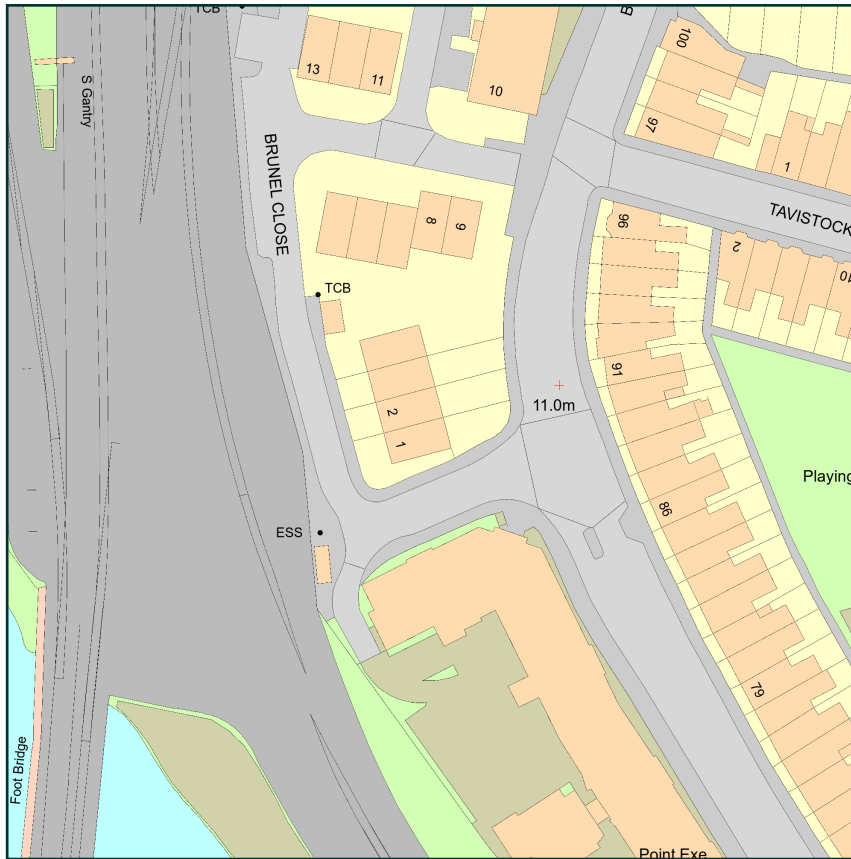 TCB
B
100
13
11
S Gantry
10
97
1
BRUNEL CLOSE
TAVISTOCK
8
9
96
2
10
TCB
91
11.0m
2
1
Playing
86
ESS
79
Foot Bridge
Point Exe